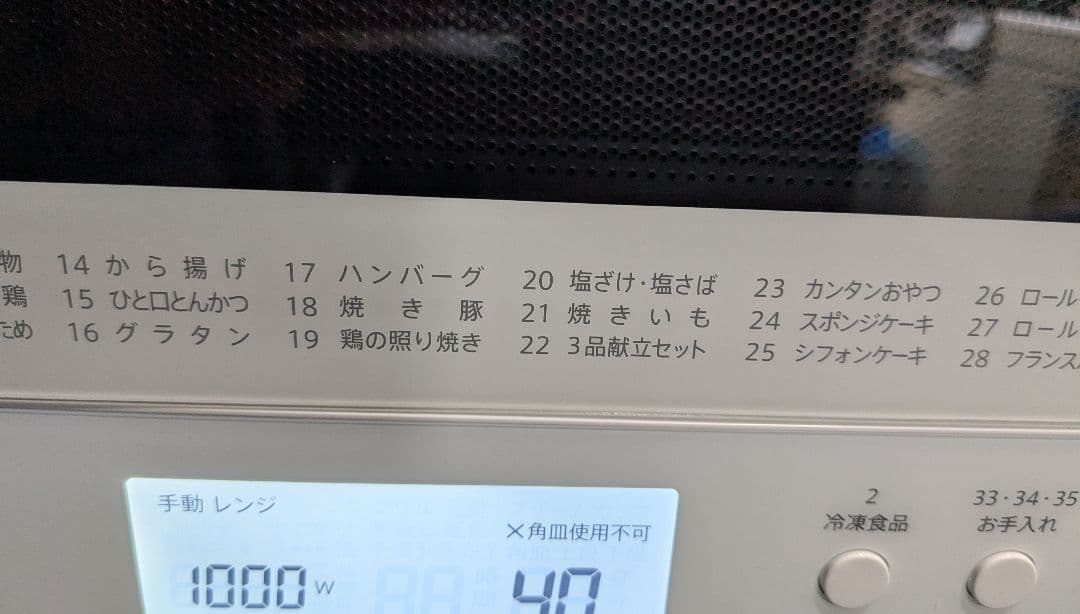 物 14 から揚げ 17 ハンバーグ 20 塩ざけ・塩さば 23 カンタンおやつ 26 ロール
鶏 15 ひと口とんかつ 18 焼き豚 21 焼きいも 24 スポンジケーキ 27 ロール
ため 16 グラタン 19 鶏の照り焼き 22 3品献立セット 25 シフォンケーキ 28 フランス
手動 レンジ
×角皿使用不可
1000W 40
2 33・34・35
冷凍食品 お手入れ